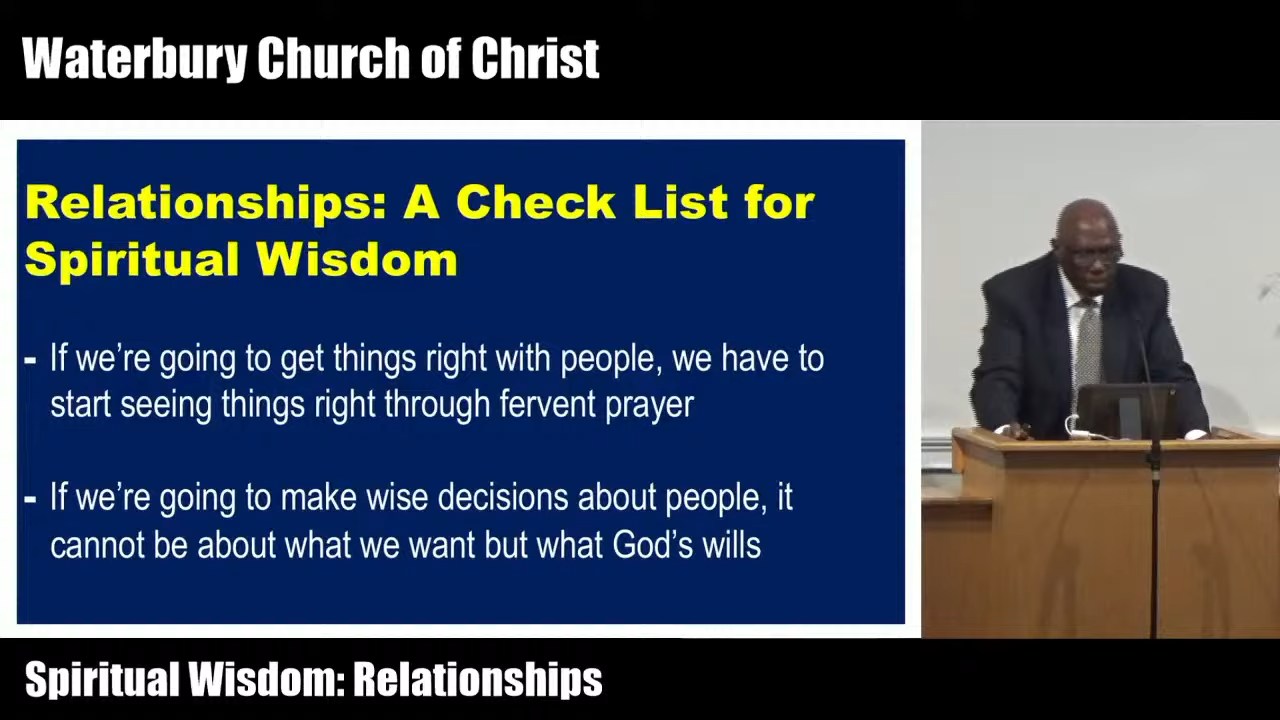 Waterbury Church of Christ
Relationships: A Check List for
Spiritual Wisdom
- If we're going to get things right with people, we have to
start seeing things right through fervent prayer
- If we're going to make wise decisions about people, it
cannot be about what we want but what God's wills
Spiritual Wisdom: Relationships